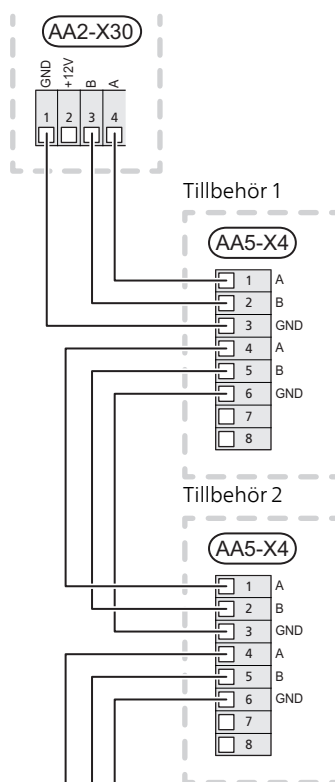 AA2-X30
GND +12V B A
1 2 3 4
Tillbehör 1
AA5-X4
1 A
2 B
3 GND
4 A
5 B
6 GND
7
8
Tillbehör 2
AA5-X4
1 A
2 B
3 GND
4 A
5 B
6 GND
7
8